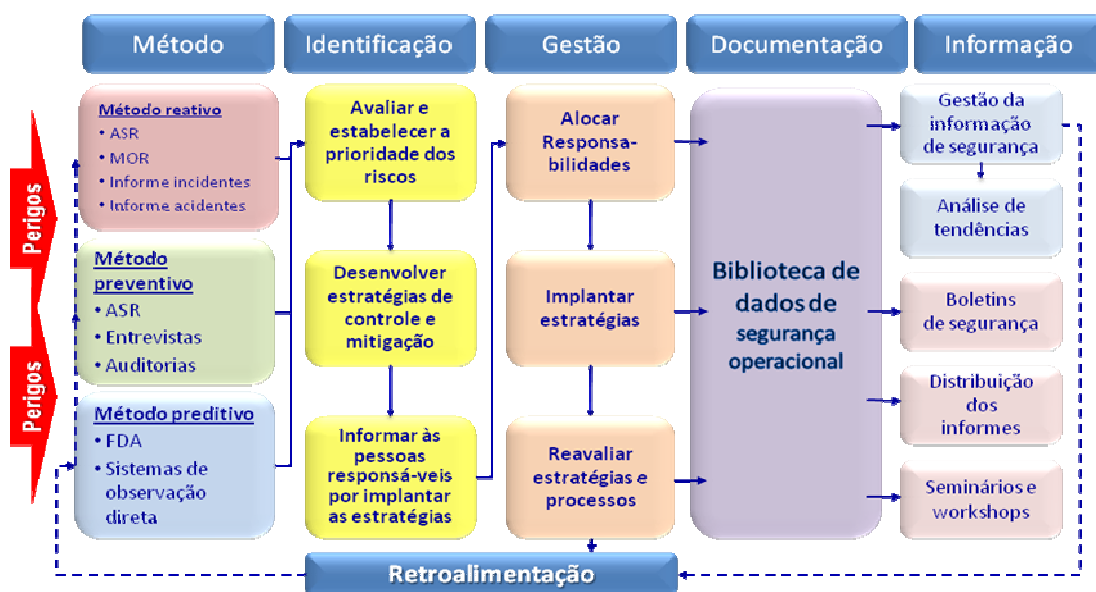 Método
Identificação
Gestão
Documentação
Informação
Perigos
Perigos
Método reativo
• ASR
• MOR
• Informe incidentes
• Informe acidentes
Método
preventivo
• ASR
• Entrevistas
• Auditorias
Método preditivo
• FDA
• Sistemas de
observação
direta
Avaliar e
estabelecer a
prioridade dos
riscos
Desenvolver
estratégias de
controle e
mitigação
Informar às
pessoas
responsá-veis
por implantar
as estratégias
Alocar
Responsa-
bilidades
Implantar
estratégias
Reavaliar
estratégias e
processos
Biblioteca de
dados de
segurança
operacional
Gestão da
informação
de segurança
Análise de
tendências
Boletins
de segurança
Distribuição
dos
informes
Seminários e
workshops
Retroalimentação